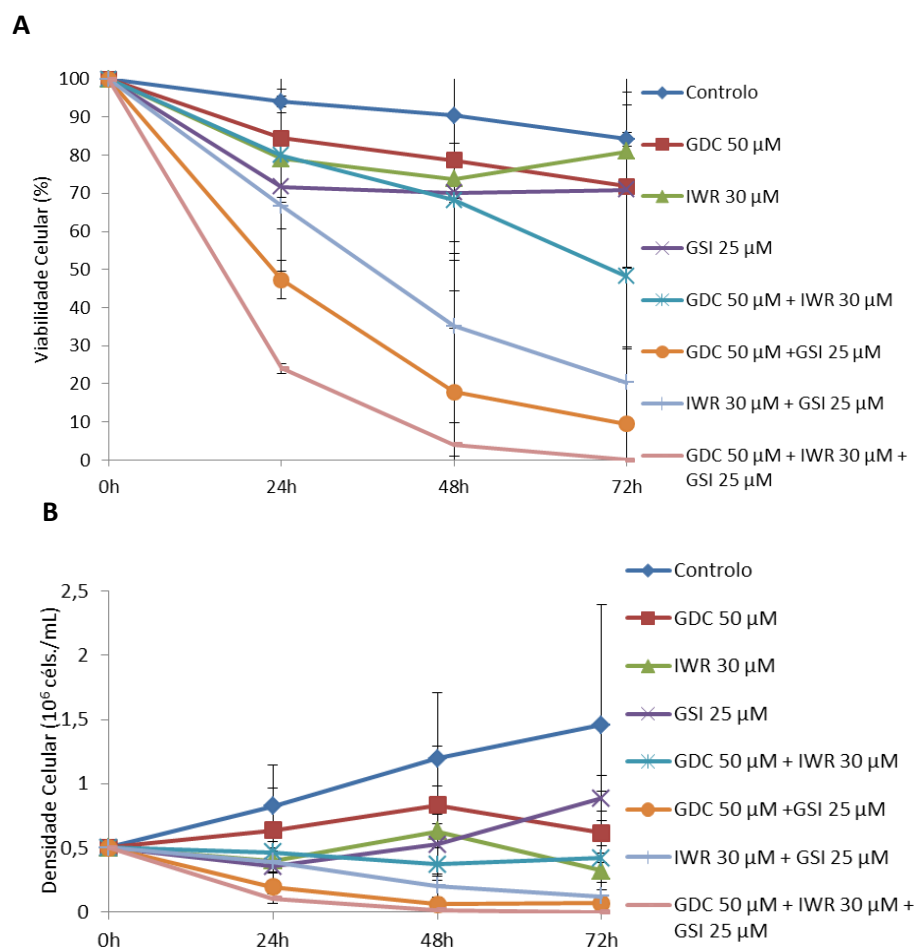 A
Viabilidade Celular (%)
100
90
80
70
60
50
40
30
20
10
0
0h
24h
48h
72h
Controlo
GDC 50 µM
IWR 30 µM
GSI 25 µM
GDC 50 µM + IWR 30 µM
GDC 50 µM +GSI 25 µM
IWR 30 µM + GSI 25 µM
GDC 50 µM + IWR 30 µM +
GSI 25 µM
B
Densidade Celular (10⁶ céls./mL)
2,5
2
1,5
1
0,5
0
0h
24h
48h
72h
Controlo
GDC 50 µM
IWR 30 µM
GSI 25 µM
GDC 50 µM + IWR 30 µM
GDC 50 µM +GSI 25 µM
IWR 30 µM + GSI 25 µM
GDC 50 µM + IWR 30 µM +
GSI 25 µM